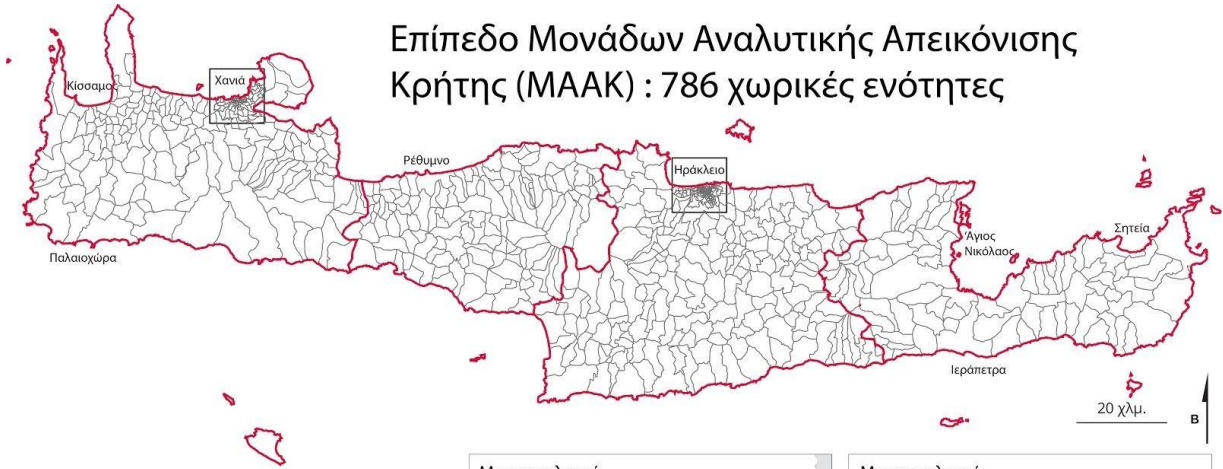 Επίπεδο Μονάδων Αναλυτικής Απεικόνισης
Κρήτης (ΜΑΑΚ) : 786 χωρικές ενότητες
Κίσσαμος
Χανιά
Ρέθυμνο
Ηράκλειο
Άγιος
Νικόλαος
Σητεία
Παλαιοχώρα
Ιεράπετρα
20 χλμ.
Β